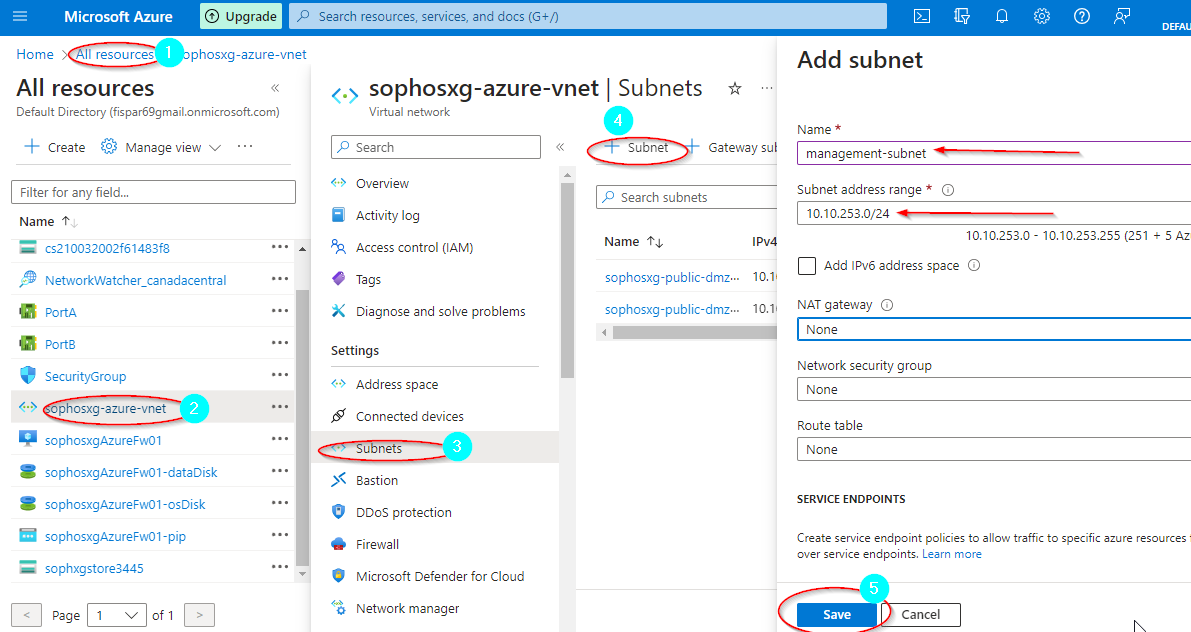 Microsoft Azure
Upgrade
Search resources, services, and docs (G+/)
DEFAU
Home > All resources 1 sophosxg-azure-vnet
All resources
Default Directory (fispar69gmail.onmicrosoft.com)
Create
Manage view
Filter for any field...
Name
cs210032002f61483f8
NetworkWatcher_canadacentral
PortA
PortB
SecurityGroup
sophosxg-azure-vnet 2
sophosxgAzureFw01
sophosxgAzureFw01-dataDisk
sophosxgAzureFw01-osDisk
sophosxgAzureFw01-pip
sophxgstore3445
< Page 1 of 1 >
sophosxg-azure-vnet | Subnets
Virtual network
Search
Overview
Activity log
Access control (IAM)
Tags
Diagnose and solve problems
Settings
Address space
Connected devices
Subnets 3
Bastion
DDoS protection
Firewall
Microsoft Defender for Cloud
Network manager
4
+ Subnet + Gateway sub
Search subnets
Name IPv4
sophosxg-public-dmz... 10.1
sophosxg-public-dmz... 10.1
Add subnet
Name *
management-subnet
Subnet address range *
10.10.253.0/24
10.10.253.0 - 10.10.253.255 (251 + 5 Az
Add IPv6 address space
NAT gateway
None
Network security group
None
Route table
None
SERVICE ENDPOINTS
Create service endpoint policies to allow traffic to specific azure resources f
over service endpoints. Learn more
5
Save Cancel